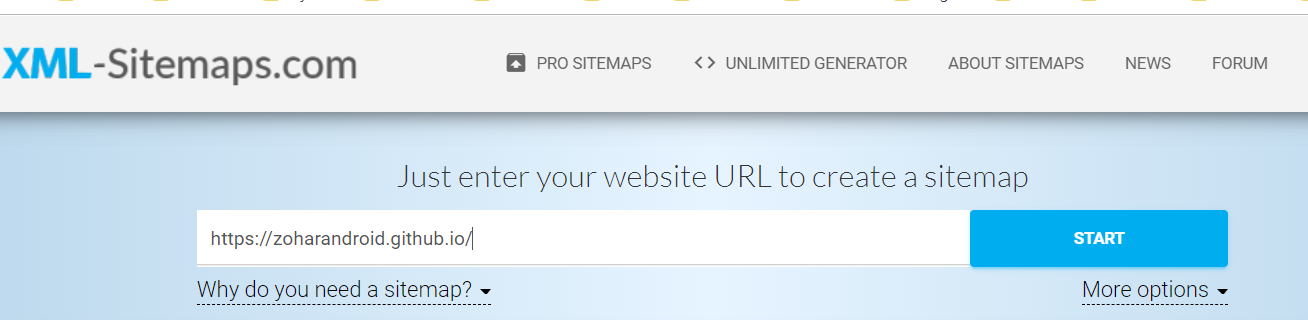 XML-Sitemaps.com
PRO SITEMAPS
<> UNLIMITED GENERATOR
ABOUT SITEMAPS
NEWS
FORUM
Just enter your website URL to create a sitemap
https://zoharandroid.github.io/
START
Why do you need a sitemap?
More options